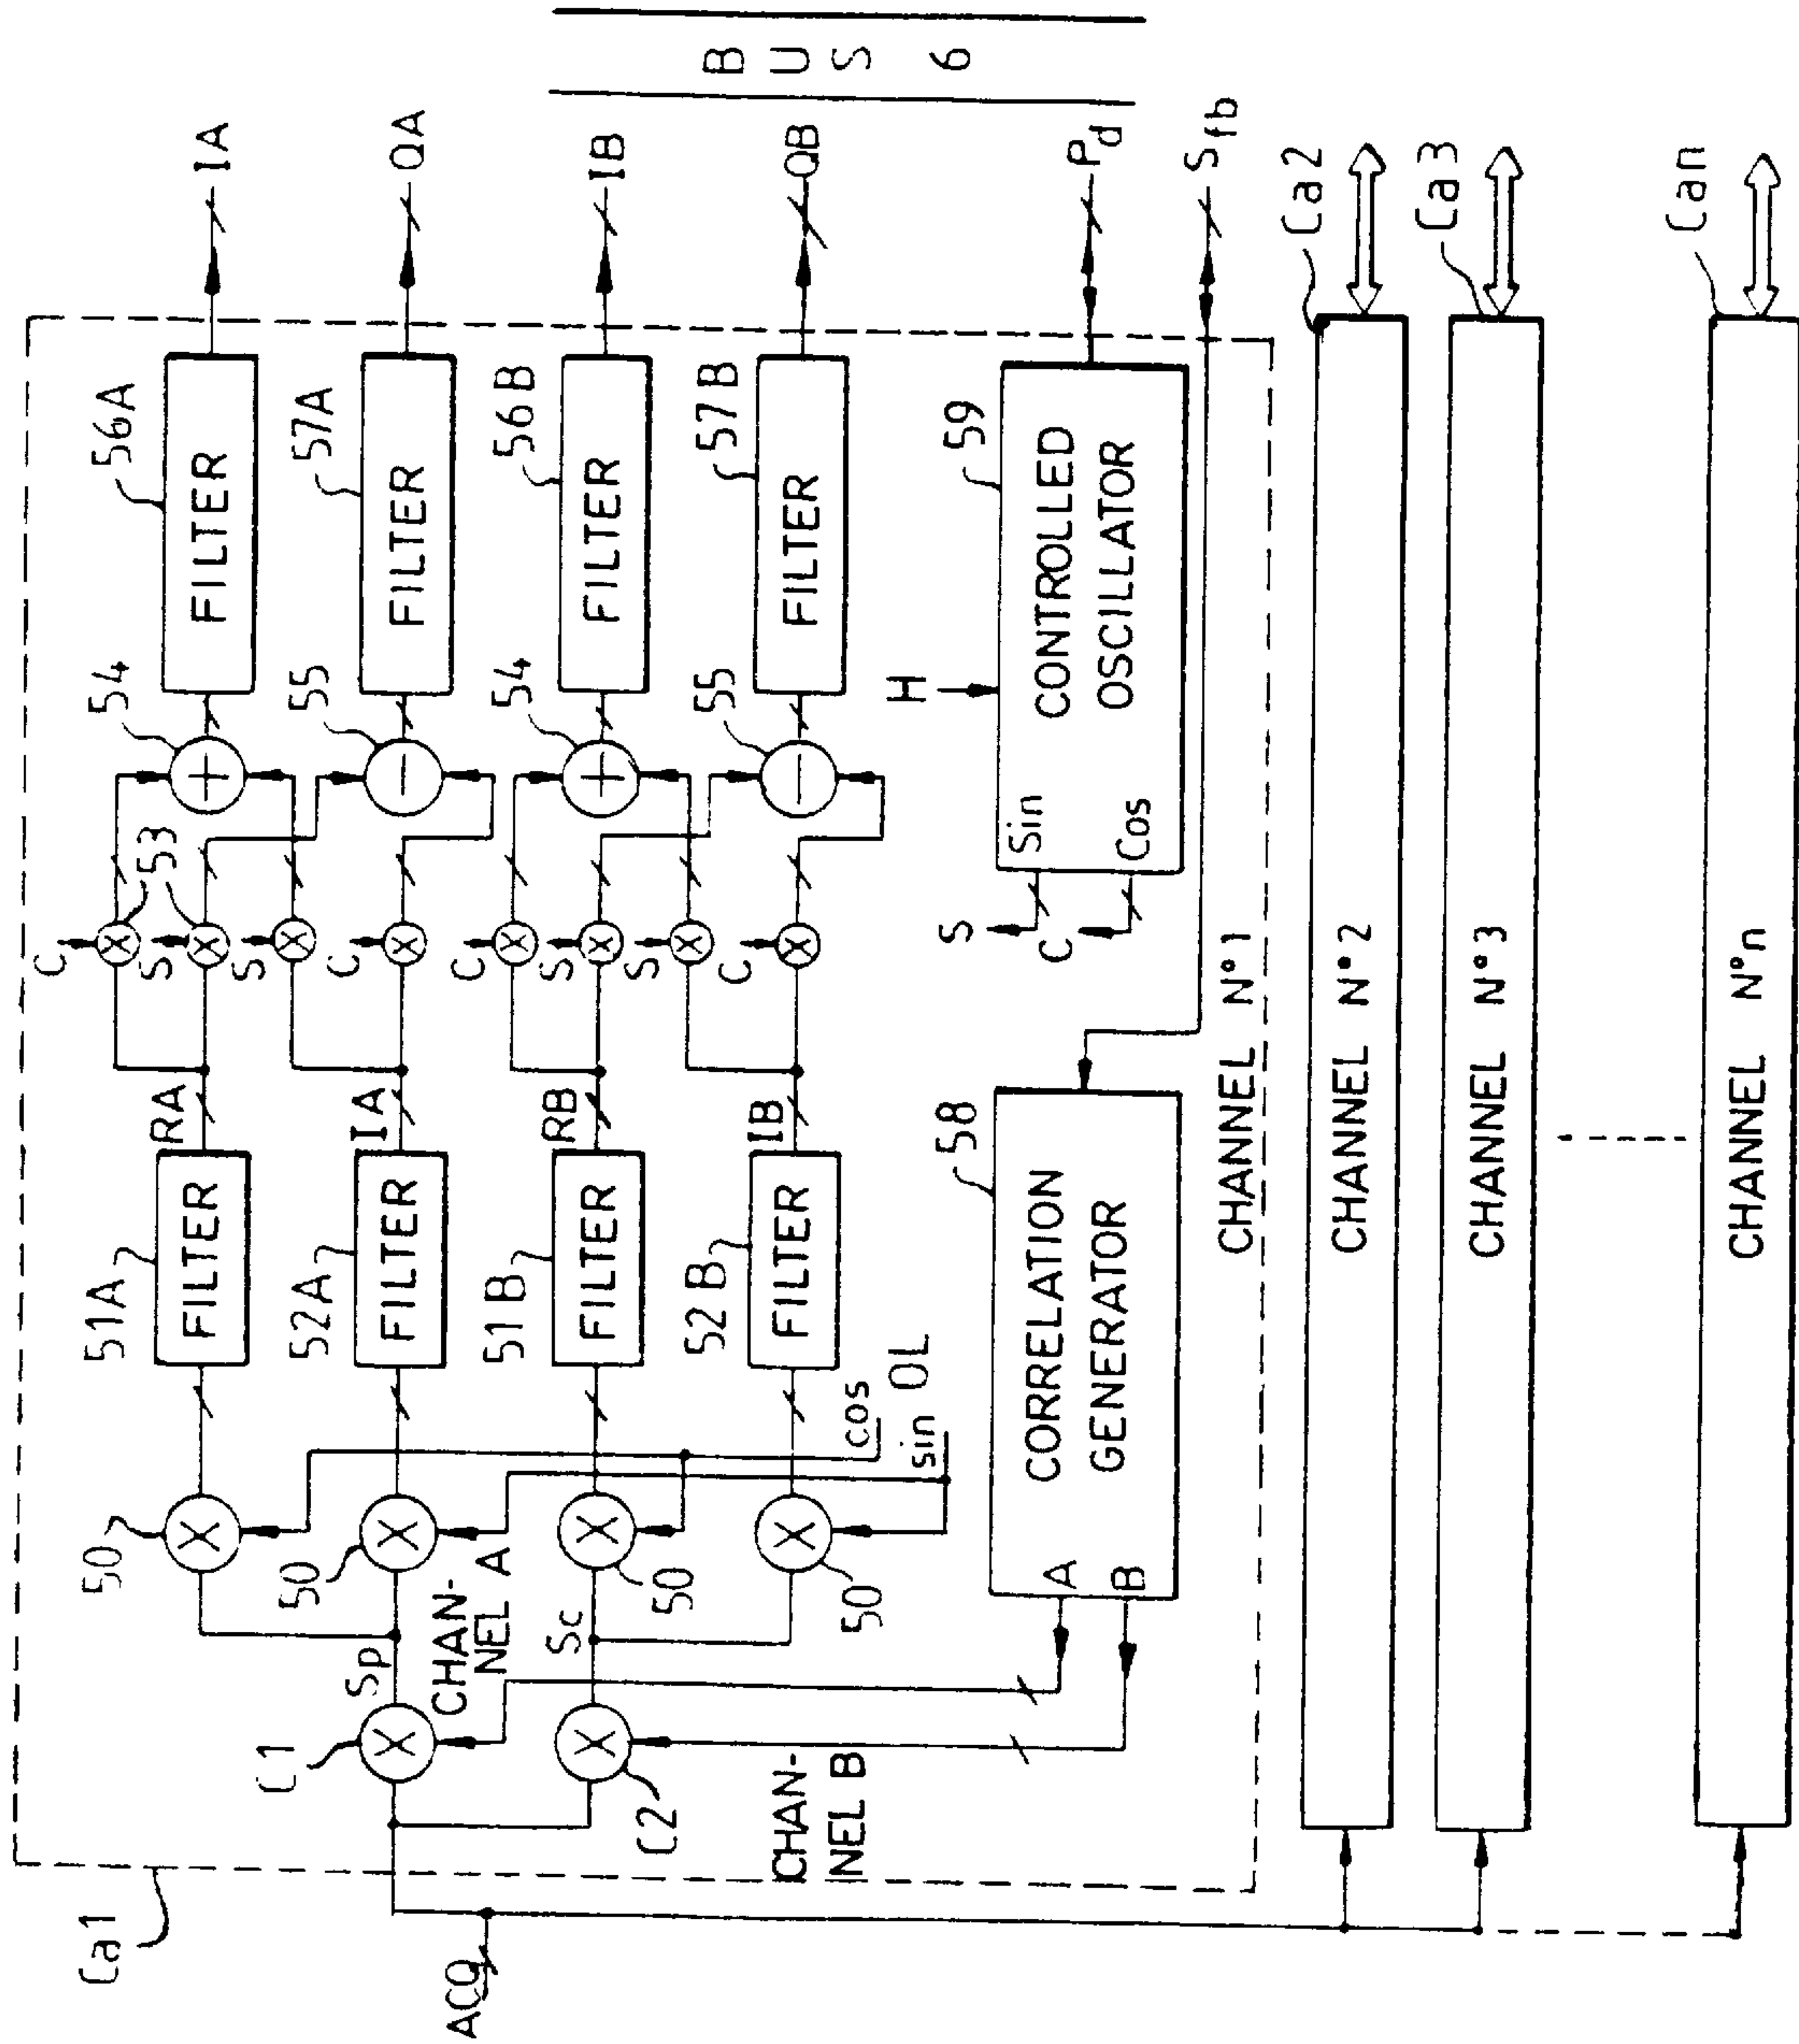 Ca1
ACQ
C1
C2
Sp
Sc
CHAN-
NEL A
CHAN-
NEL B
50
50
50
50
cos
sin
OL
51A
FILTER
RA
52A
FILTER
IA
51B
FILTER
RB
52B
FILTER
IB
C
S
S
C
C
S
S
C
53
54
55
54
55
56A
FILTER
IA
57A
FILTER
QA
56B
FILTER
IB
57B
FILTER
QB
BUS 6
58
CORRELATION
GENERATOR
A
B
59
H
CONTROLLED
OSCILLATOR
Sin
Cos
S
C
Pd
Sfb
CHANNEL N°1
Ca2
CHANNEL N°2
Ca3
CHANNEL N°3
Can
CHANNEL N°n